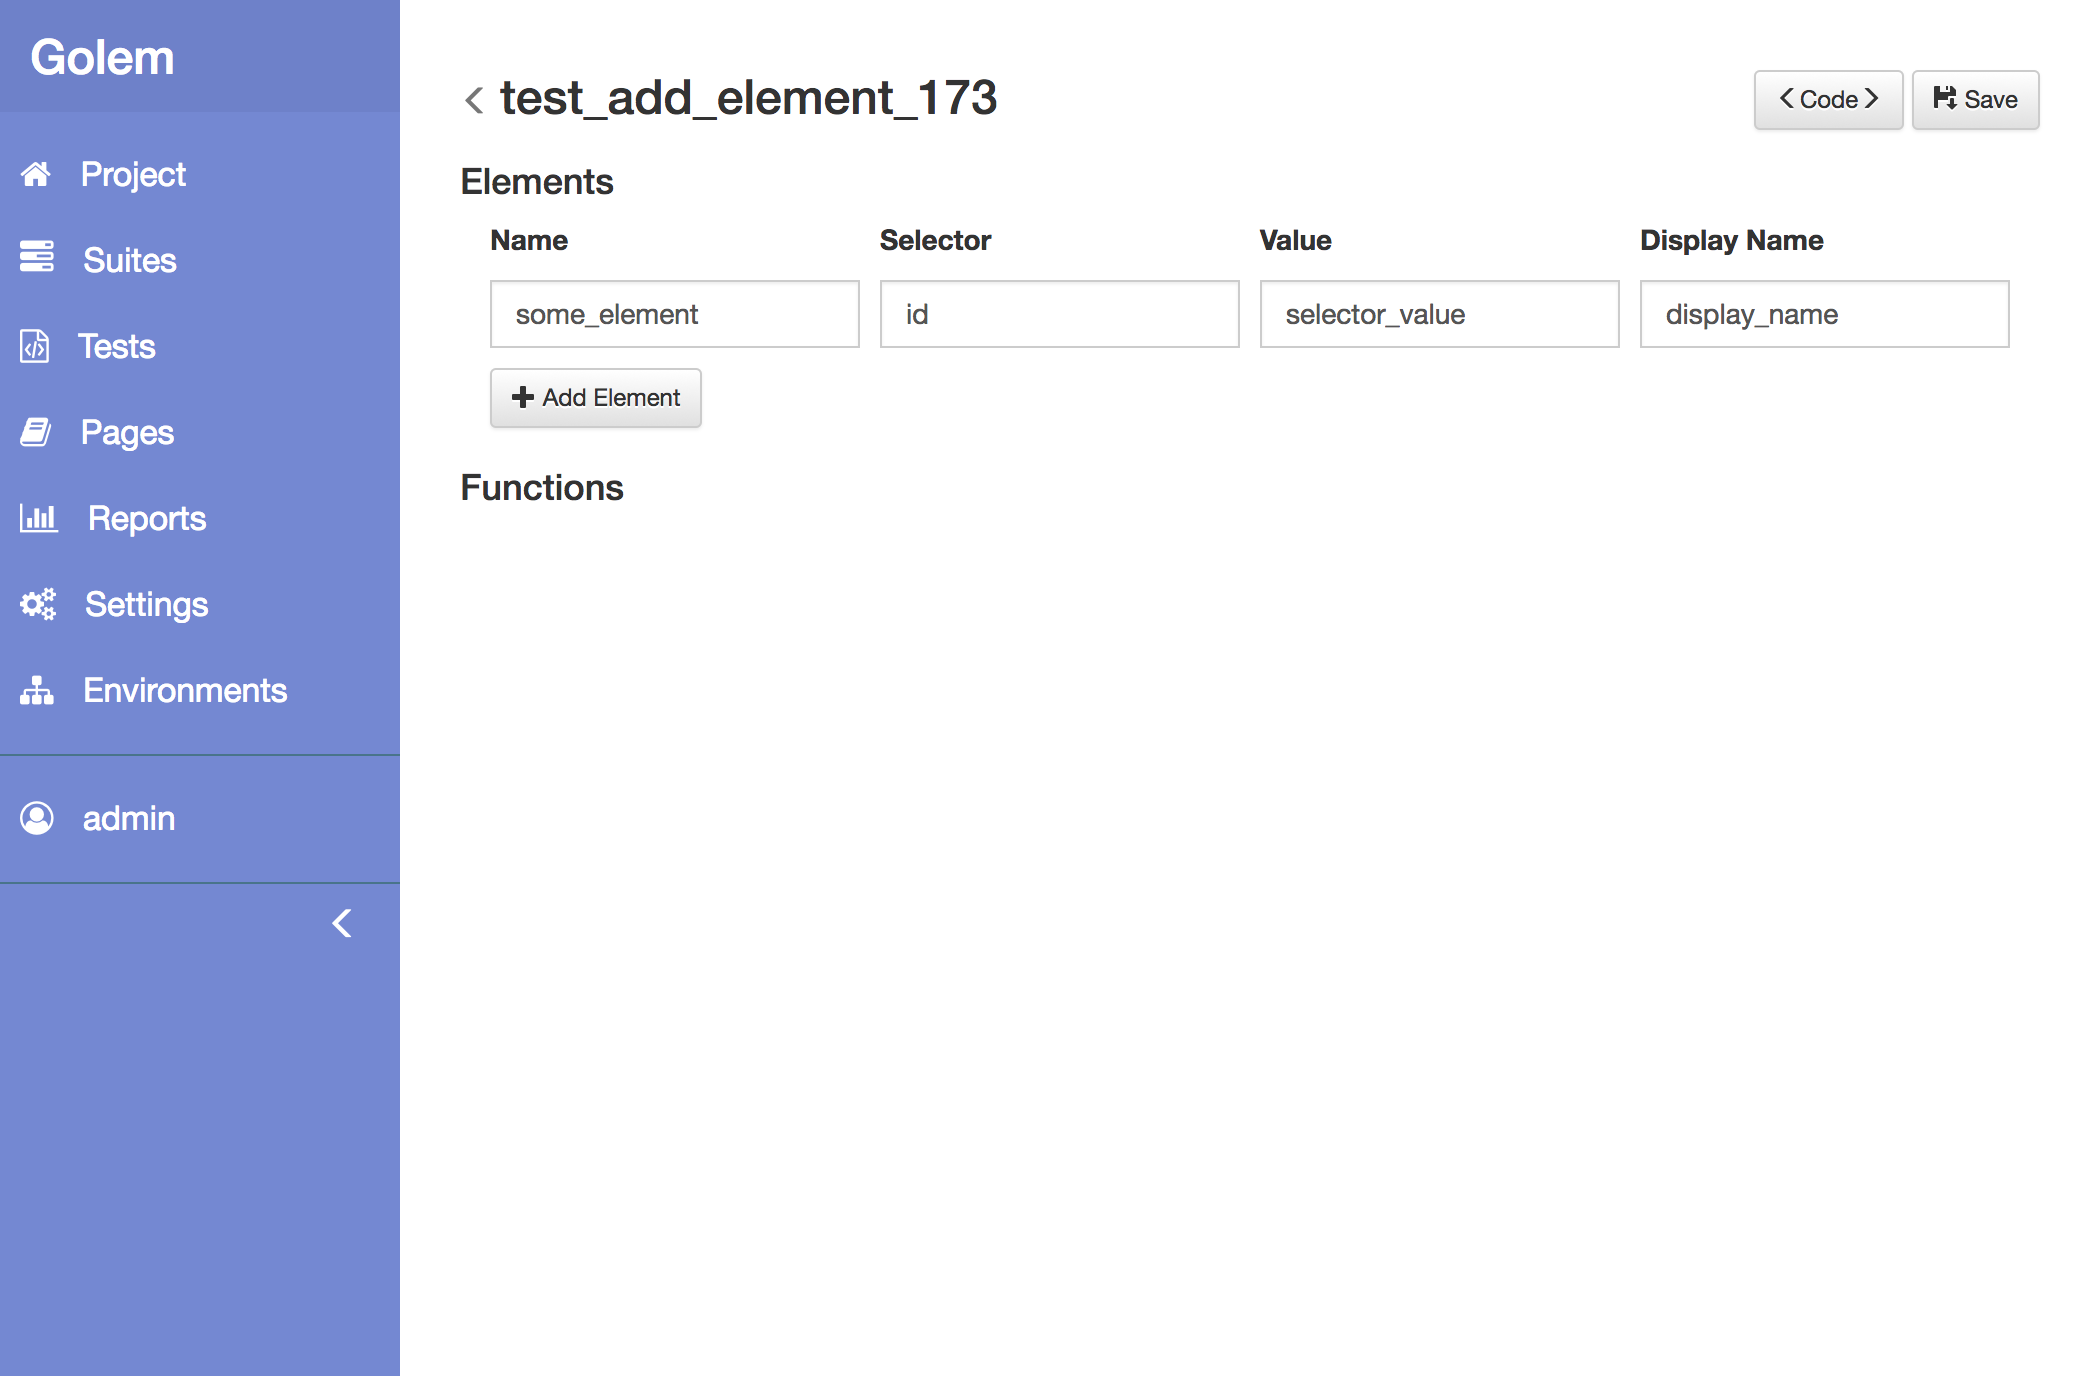 Golem
Project
Suites
Tests
Pages
Reports
Settings
Environments
admin
test_add_element_173
Code
Save
Elements
Name Selector Value Display Name
some_element id selector_value display_name
Add Element
Functions